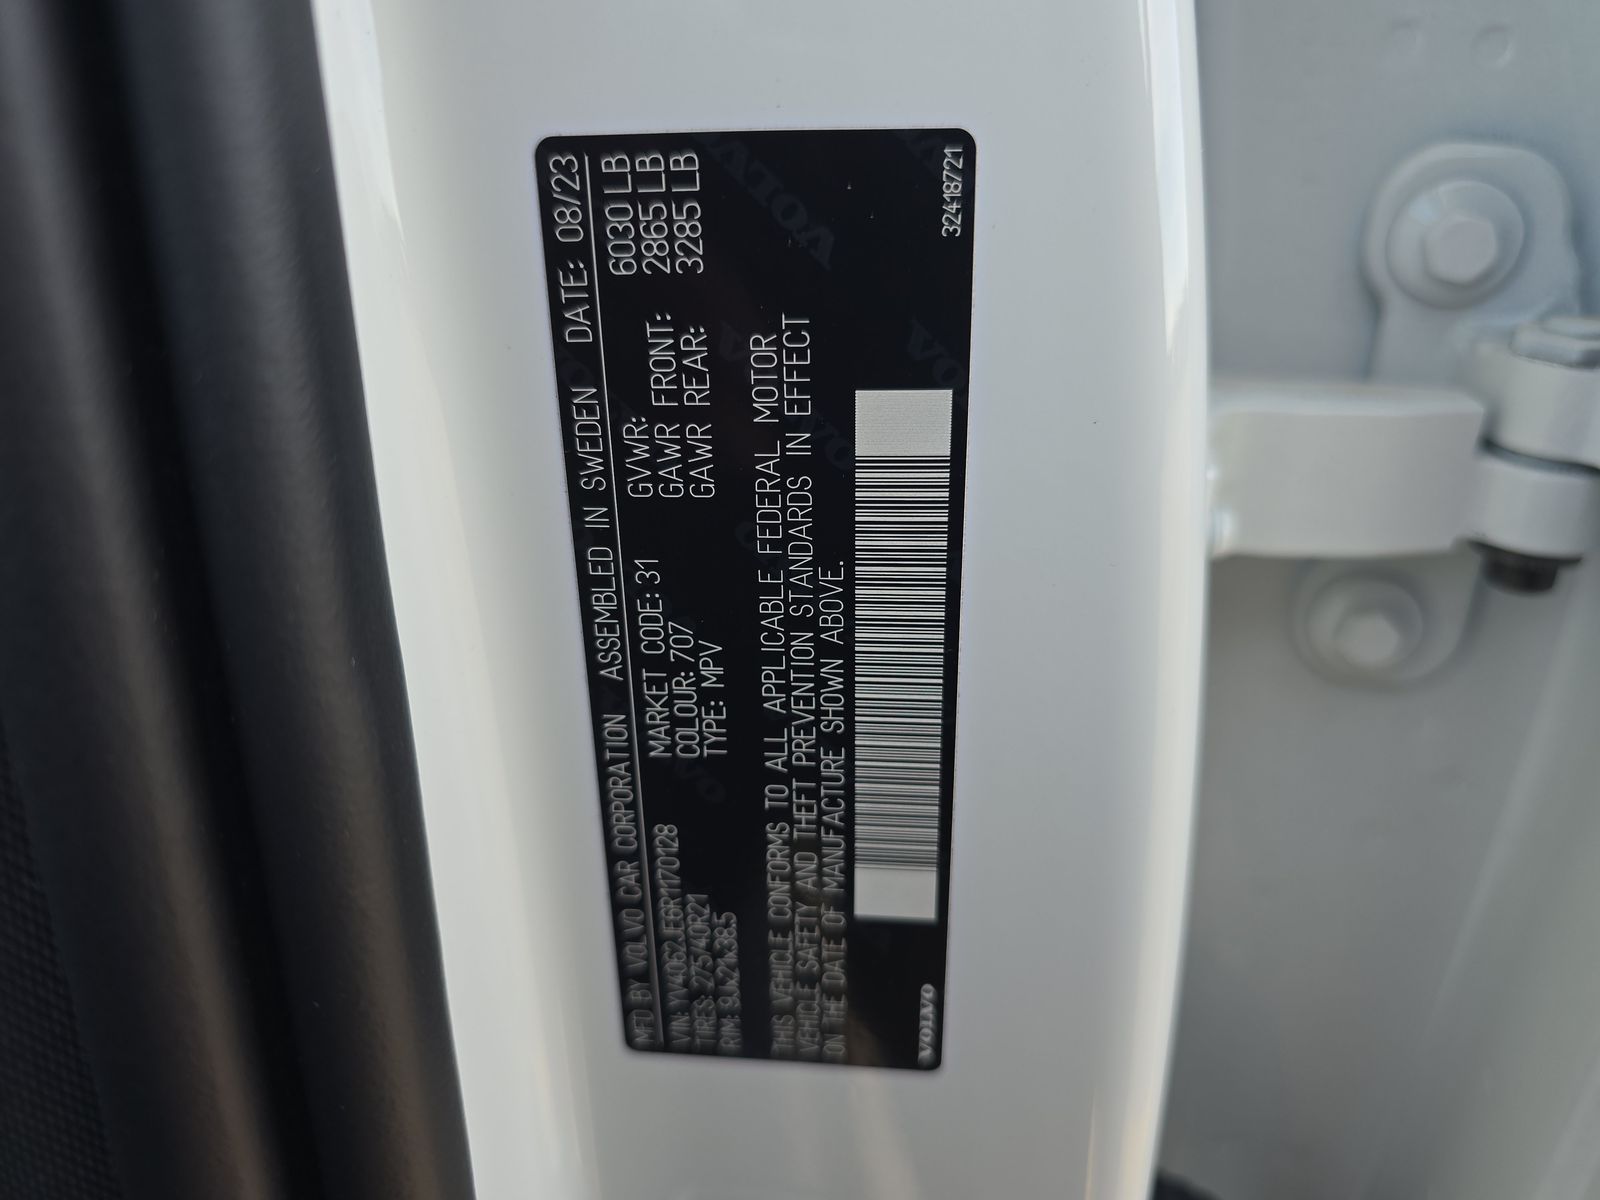 MFD BY VOLVO CAR CORPORATION ASSEMBLED IN SWEDEN DATE: 08/23
VIN: YV4062JE6R1170128 MARKET CODE: 31 GVWR: 6030 LB
TIRES: 275/40R21 COLOUR: 707 GAWR FRONT: 2865 LB
RIM: 9Jx21x38.5 TYPE: MPV GAWR REAR: 3285 LB
THIS VEHICLE CONFORMS TO ALL APPLICABLE FEDERAL MOTOR
VEHICLE SAFETY AND THEFT PREVENTION STANDARDS IN EFFECT
ON THE DATE OF MANUFACTURE SHOWN ABOVE.
VOLVO 32418721